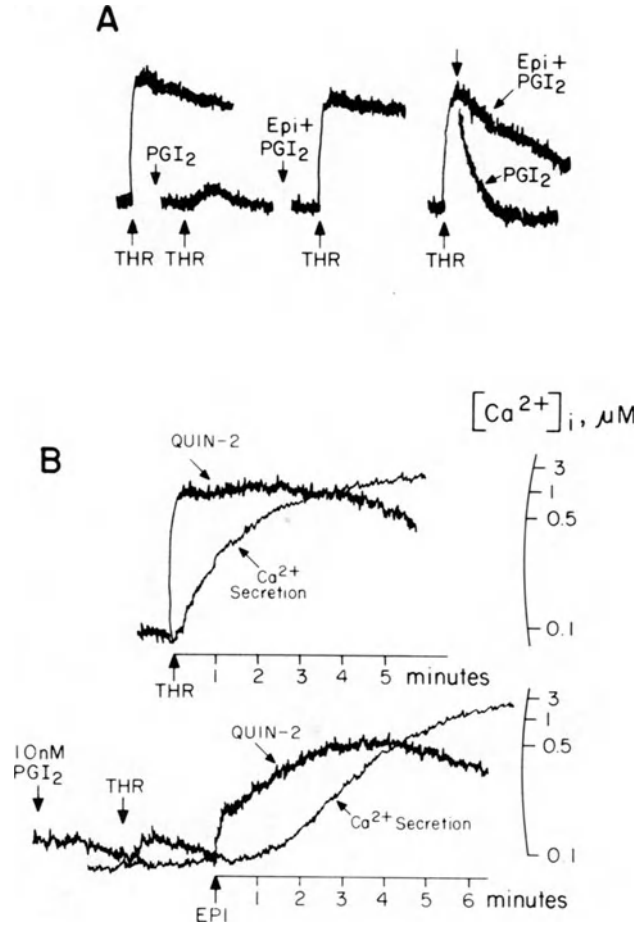 A
Epi +
PGI2
PGI2
Epi+
PGI2
PGI2
THR THR THR THR
[Ca2+]i, μM
B
QUIN-2
3
1
0.5
Ca2+
Secretion
0.1
1 2 3 4 5 minutes
THR
3
QUIN-2
1
10nM
PGI2
THR
0.5
Ca2+ Secretion
0.1
1 2 3 4 5 6 minutes
EPI